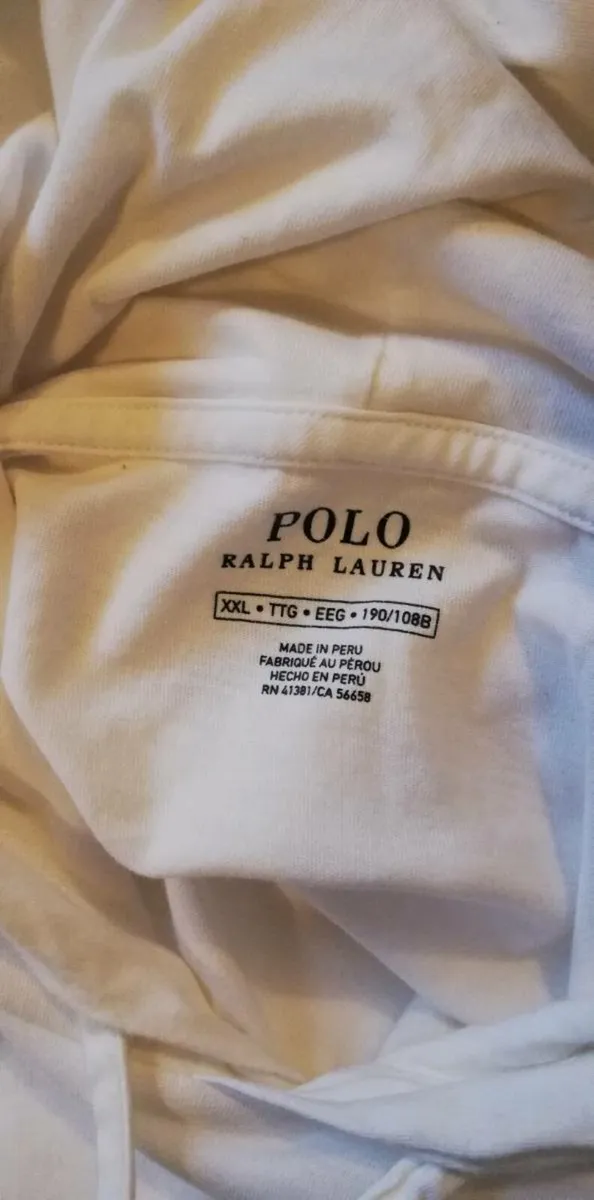 POLO
RALPH LAUREN
XXL • TTG • EEG • 190/108B
MADE IN PERU
FABRIQUÉ AU PÉROU
HECHO EN PERÚ
RN 41381/CA 56658